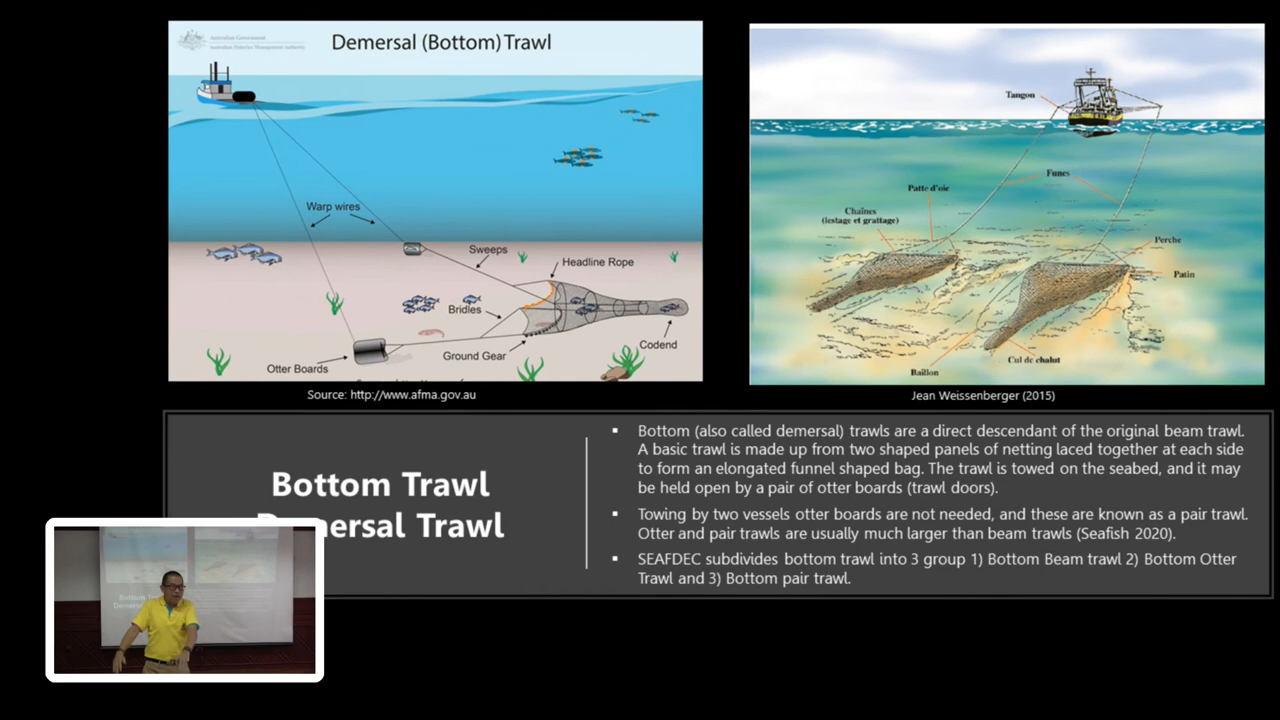 Australian Government
Australian Fisheries Management Authority
Demersal (Bottom) Trawl
Warp wires
Sweeps
Headline Rope
Bridles
Ground Gear
Codend
Otter Boards
Source: http://www.afma.gov.au
Tangon
Funes
Patte d'oie
Chaînes
(lestage et grattage)
Perche
Patin
Cul de chalut
Baillon
Jean Weissenberger (2015)
Bottom Trawl
Demersal Trawl
▪ Bottom (also called demersal) trawls are a direct descendant of the original beam trawl.
A basic trawl is made up from two shaped panels of netting laced together at each side
to form an elongated funnel shaped bag. The trawl is towed on the seabed, and it may
be held open by a pair of otter boards (trawl doors).
▪ Towing by two vessels otter boards are not needed, and these are known as a pair trawl.
Otter and pair trawls are usually much larger than beam trawls (Seafish 2020).
▪ SEAFDEC subdivides bottom trawl into 3 group 1) Bottom Beam trawl 2) Bottom Otter
Trawl and 3) Bottom pair trawl.